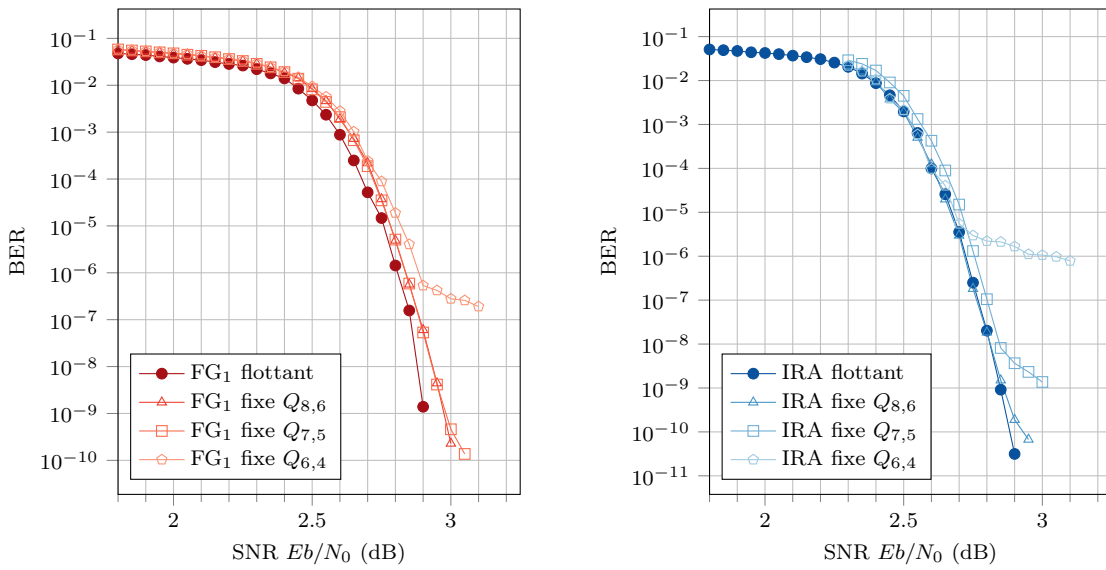 10^−1
10^−2
10^−3
10^−4
10^−5
10^−6
10^−7
10^−8
10^−9
10^−10
BER
FG₁ flottant
FG₁ fixe Q₈,₆
FG₁ fixe Q₇,₅
FG₁ fixe Q₆,₄
2
2.5
3
SNR Eb/N₀ (dB)
10^−1
10^−2
10^−3
10^−4
10^−5
10^−6
10^−7
10^−8
10^−9
10^−10
10^−11
BER
IRA flottant
IRA fixe Q₈,₆
IRA fixe Q₇,₅
IRA fixe Q₆,₄
2
2.5
3
SNR Eb/N₀ (dB)